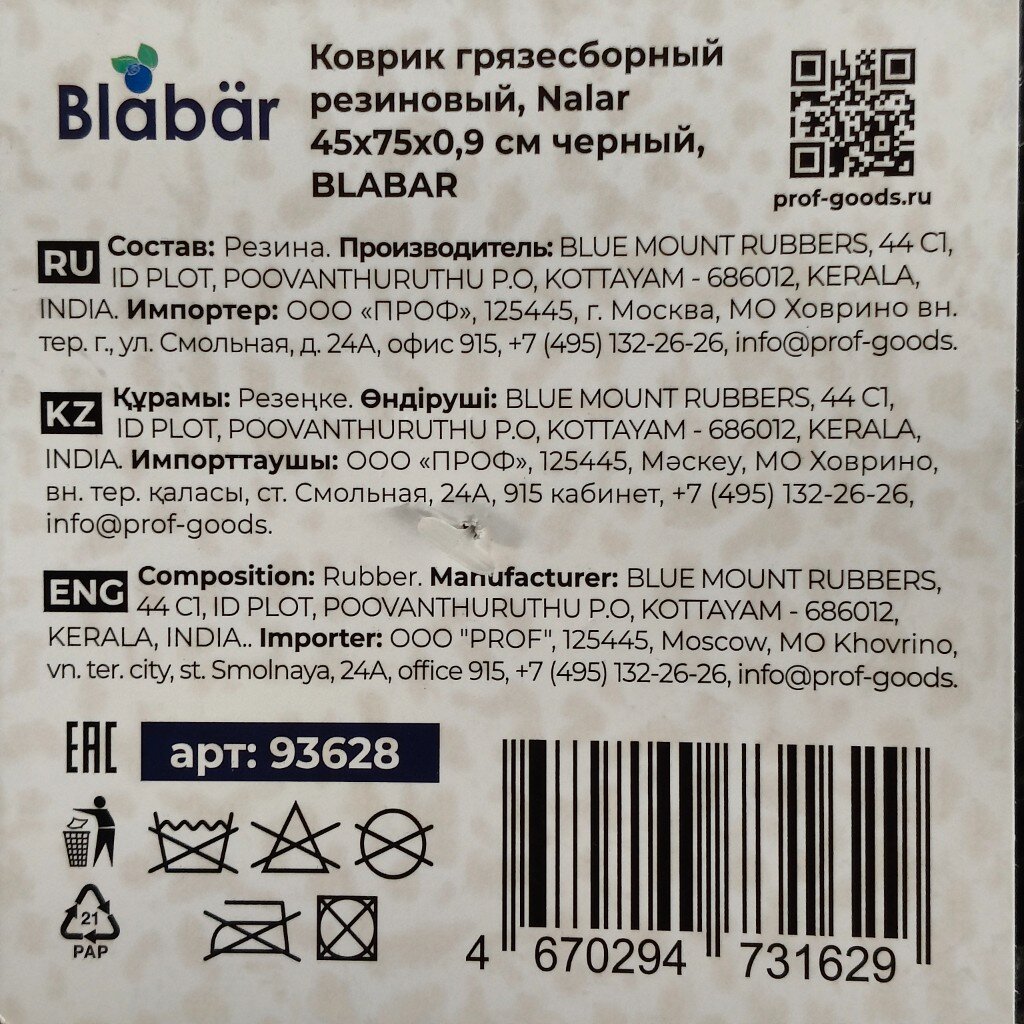 Blabär
Коврик грязесборный
резиновый, Nalar
45x75x0,9 см черный,
BLABAR
prof-goods.ru
RU Состав: Резина. Производитель: BLUE MOUNT RUBBERS, 44 C1,
ID PLOT, POOVANTHURUTHU P.O, KOTTAYAM - 686012, KERALA,
INDIA. Импортер: ООО «ПРОФ», 125445, г. Москва, МО Ховрино вн.
тер. г., ул. Смольная, д. 24А, офис 915, +7 (495) 132-26-26, info@prof-goods.
KZ Құрамы: Резеңке. Өндіруші: BLUE MOUNT RUBBERS, 44 C1,
ID PLOT, POOVANTHURUTHU P.O, KOTTAYAM - 686012, KERALA,
INDIA. Импорттаушы: ООО «ПРОФ», 125445, Мәскеу, МО Ховрино,
вн. тер. қаласы, ст. Смольная, 24А, 915 кабинет, +7 (495) 132-26-26,
info@prof-goods.
ENG Composition: Rubber. Manufacturer: BLUE MOUNT RUBBERS,
44 C1, ID PLOT, POOVANTHURUTHU P.O, KOTTAYAM - 686012,
KERALA, INDIA.. Importer: OOO "PROF", 125445, Moscow, MO Khovrino,
vn. ter. city, st. Smolnaya, 24A, office 915, +7 (495) 132-26-26, info@prof-goods.
EAC
арт: 93628
21
PAP
4 670294 731629